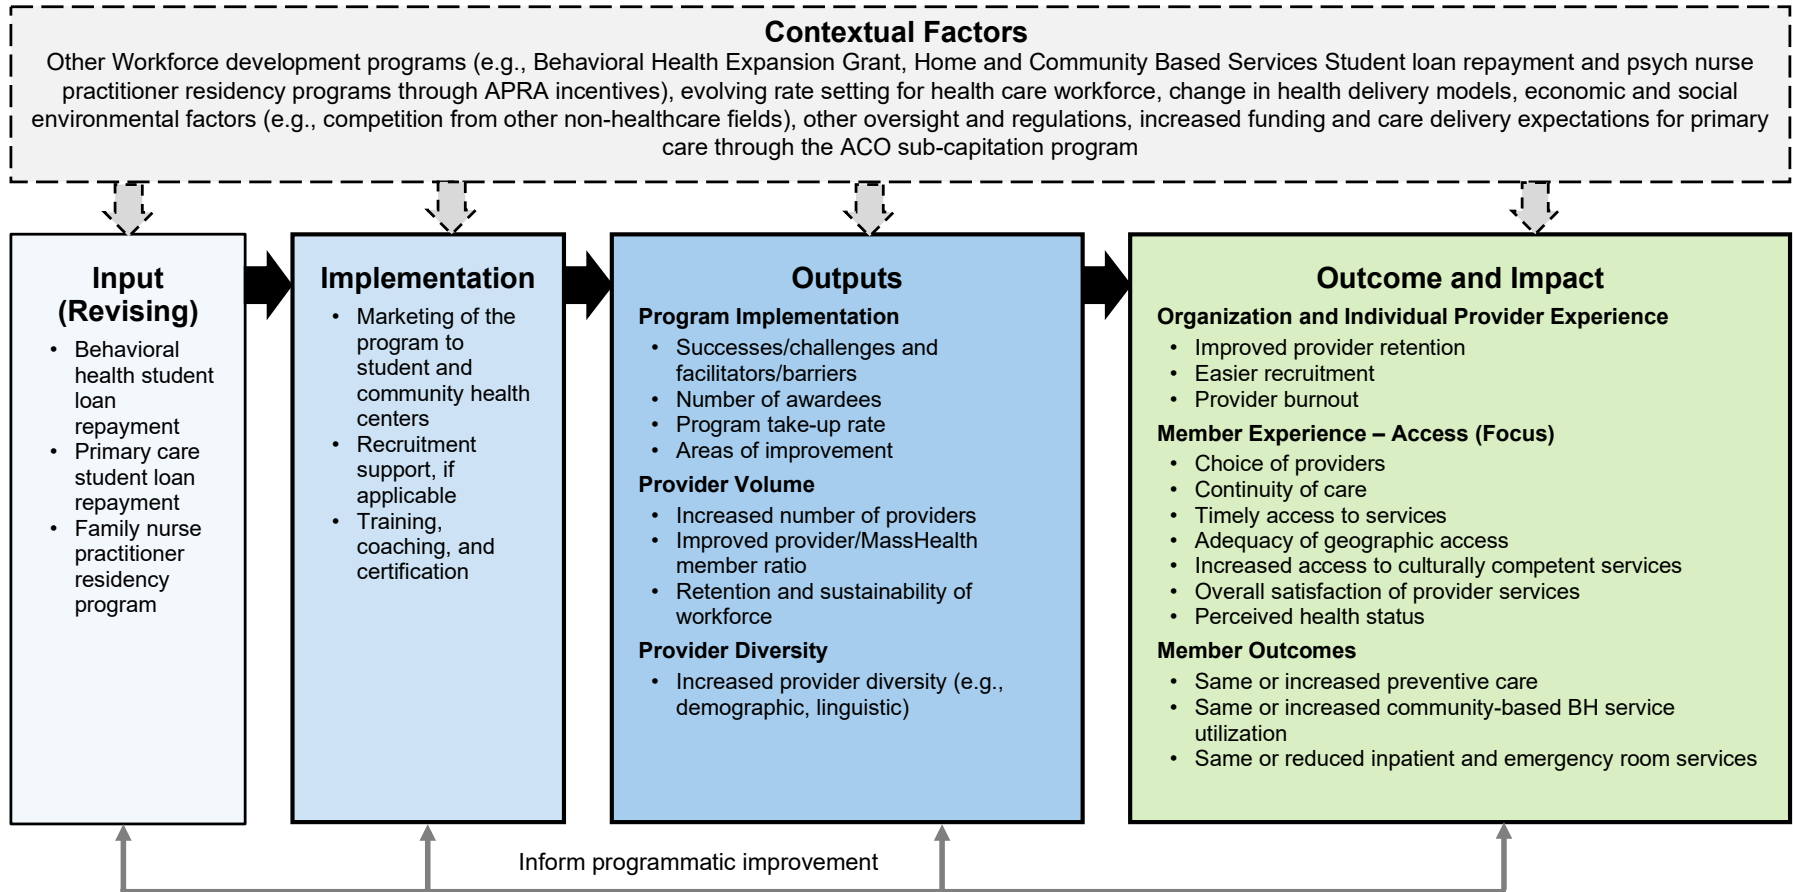 Contextual Factors
Other Workforce development programs (e.g., Behavioral Health Expansion Grant, Home and Community Based Services Student loan repayment and psych nurse
practitioner residency programs through APRA incentives), evolving rate setting for health care workforce, change in health delivery models, economic and social
environmental factors (e.g., competition from other non-healthcare fields), other oversight and regulations, increased funding and care delivery expectations for primary
care through the ACO sub-capitation program
Input
(Revising)
• Behavioral
health student
loan
repayment
• Primary care
student loan
repayment
• Family nurse
practitioner
residency
program
Implementation
• Marketing of the
program to
student and
community health
centers
• Recruitment
support, if
applicable
• Training,
coaching, and
certification
Outputs
Program Implementation
• Successes/challenges and
facilitators/barriers
• Number of awardees
• Program take-up rate
• Areas of improvement
Provider Volume
• Increased number of providers
• Improved provider/MassHealth
member ratio
• Retention and sustainability of
workforce
Provider Diversity
• Increased provider diversity (e.g.,
demographic, linguistic)
Outcome and Impact
Organization and Individual Provider Experience
• Improved provider retention
• Easier recruitment
• Provider burnout
Member Experience – Access (Focus)
• Choice of providers
• Continuity of care
• Timely access to services
• Adequacy of geographic access
• Increased access to culturally competent services
• Overall satisfaction of provider services
• Perceived health status
Member Outcomes
• Same or increased preventive care
• Same or increased community-based BH service
utilization
• Same or reduced inpatient and emergency room services
Inform programmatic improvement